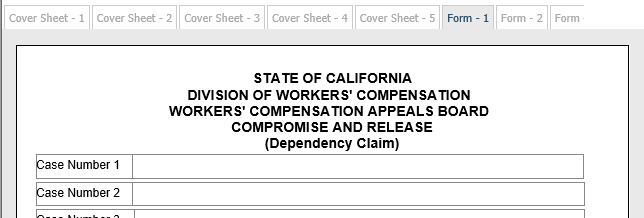 Cover Sheet - 1 Cover Sheet - 2 Cover Sheet - 3 Cover Sheet - 4 Cover Sheet - 5 Form - 1 Form - 2 Form
STATE OF CALIFORNIA
DIVISION OF WORKERS' COMPENSATION
WORKERS' COMPENSATION APPEALS BOARD
COMPROMISE AND RELEASE
(Dependency Claim)
Case Number 1
Case Number 2
Case Number 3